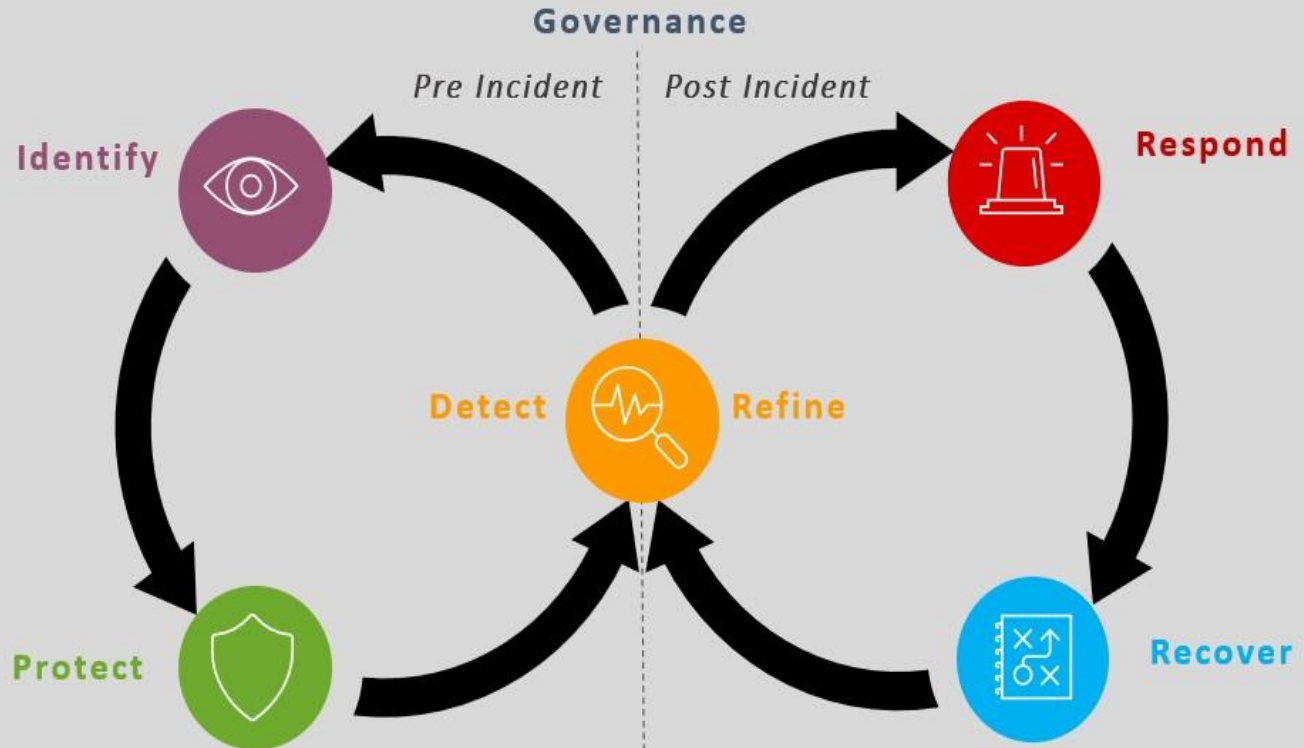 Governance
Pre Incident
Post Incident
Identify
Respond
Detect
Refine
Protect
Recover